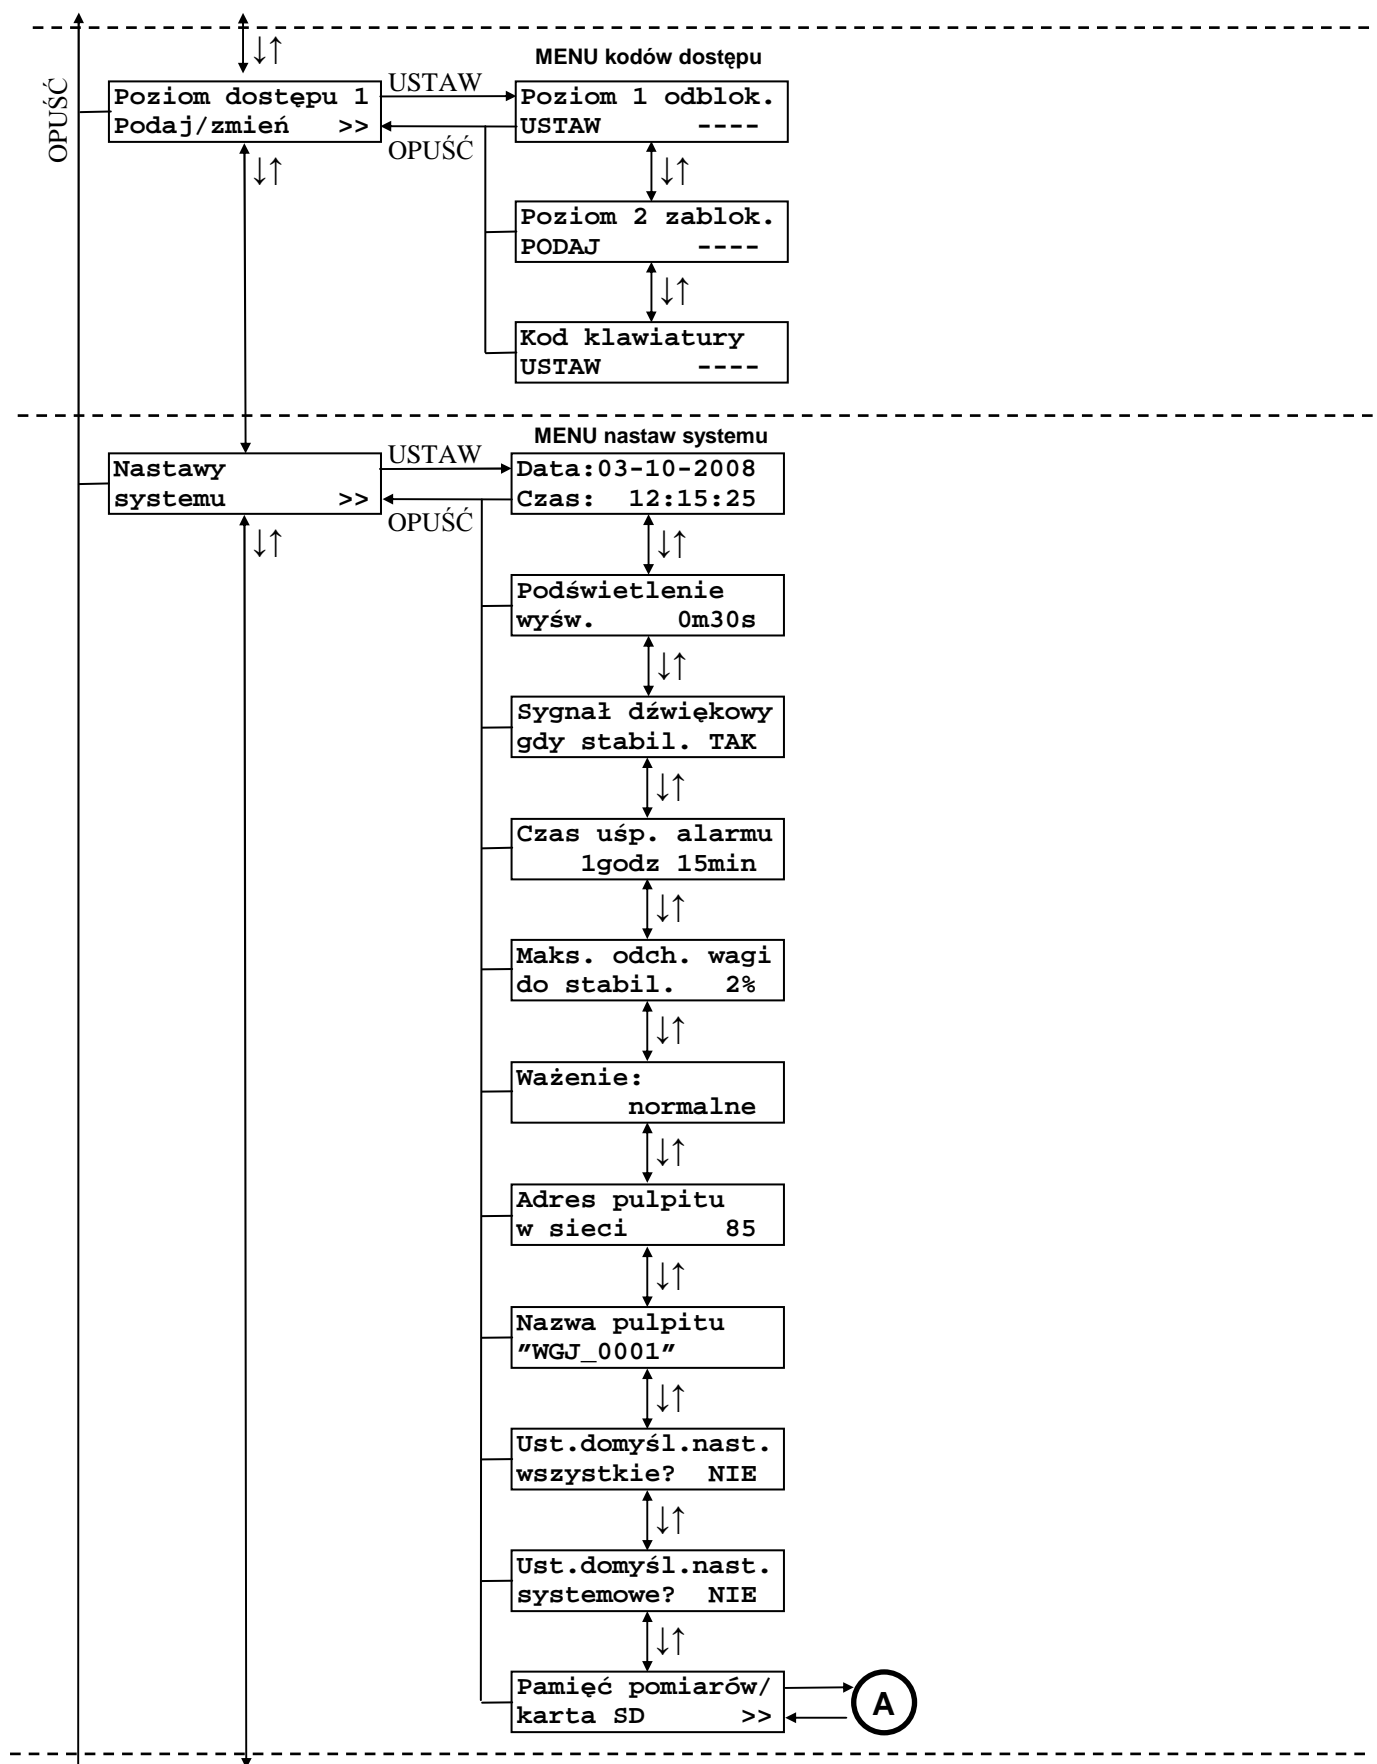 ↓↑
MENU kodów dostępu
OPUŚĆ
Poziom dostępu 1
Podaj/zmień >>
USTAW
OPUŚĆ
Poziom 1 odblok.
USTAW ----
↓↑
↓↑
Poziom 2 zablok.
PODAJ ----
↓↑
Kod klawiatury
USTAW ----
MENU nastaw systemu
Nastawy
systemu >>
USTAW
OPUŚĆ
Data:03-10-2008
Czas: 12:15:25
↓↑
↓↑
Podświetlenie
wyśw. 0m30s
↓↑
Sygnał dźwiękowy
gdy stabil. TAK
↓↑
Czas uśp. alarmu
1godz 15min
↓↑
Maks. odch. wagi
do stabil. 2%
↓↑
Ważenie:
normalne
↓↑
Adres pulpitu
w sieci 85
↓↑
Nazwa pulpitu
″WGJ_0001″
↓↑
Ust.domyśl.nast.
wszystkie? NIE
↓↑
Ust.domyśl.nast.
systemowe? NIE
↓↑
Pamięć pomiarów/
karta SD >>
A